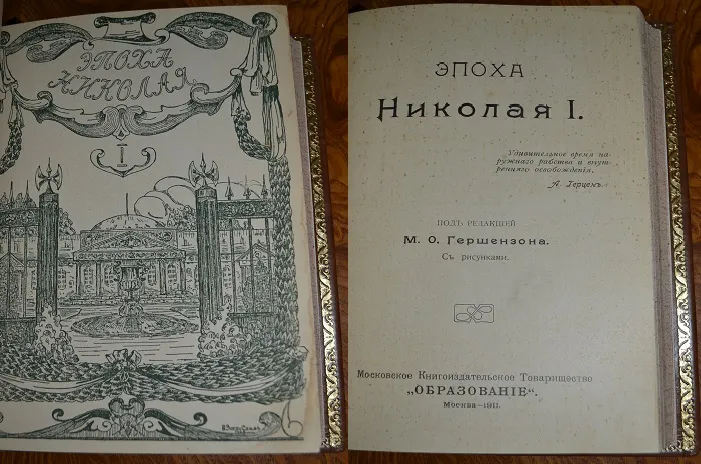 ЭПОХА
НИКОЛАЯ
I
ЭПОХА
Николая I.
Удивительное время на-
ружнаго рабства и внут-
ренняго освобожденія.
А. Герценъ.
ПОДЪ РЕДАКЦІЕЙ
М. О. Гершензона.
Съ рисунками.
Московское Книгоиздательское Товарищество
„ОБРАЗОВАНІЕ“.
Москва—1911.